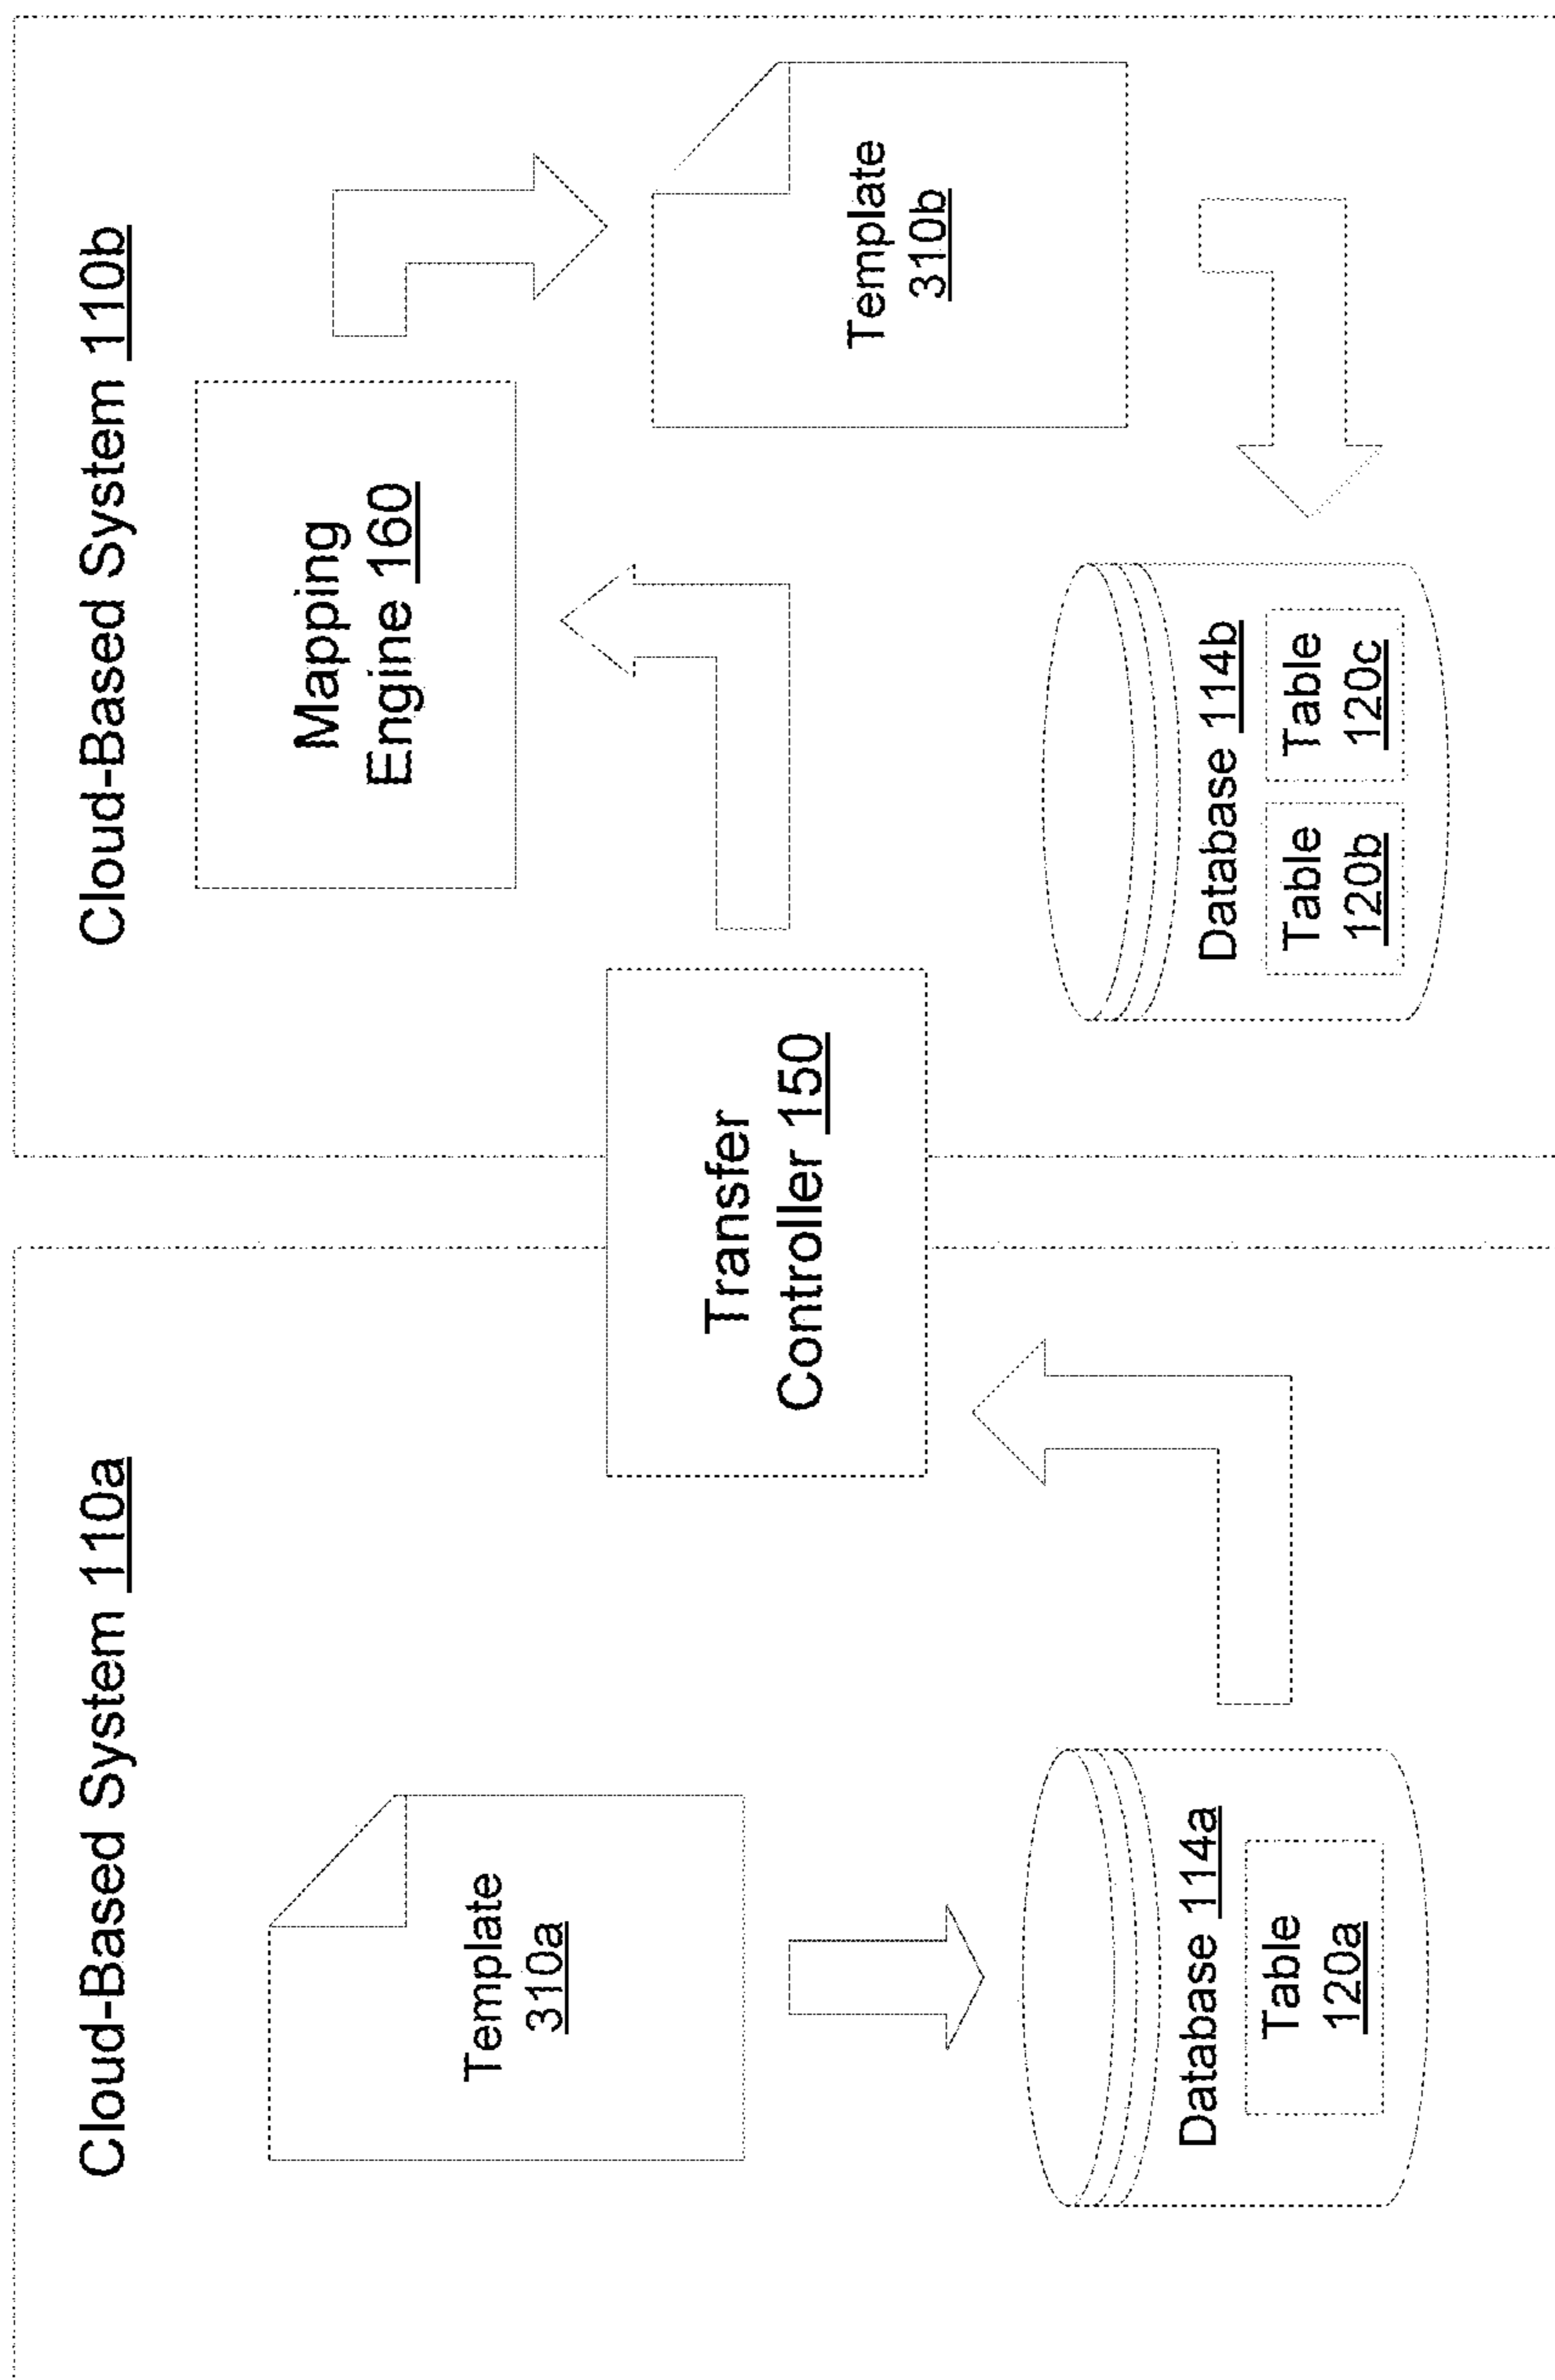 Cloud-Based System 110a
Template
310a
Database 114a
Table
120a
Transfer
Controller 150
Cloud-Based System 110b
Mapping
Engine 160
Template
310b
Database 114b
Table
120b
Table
120c